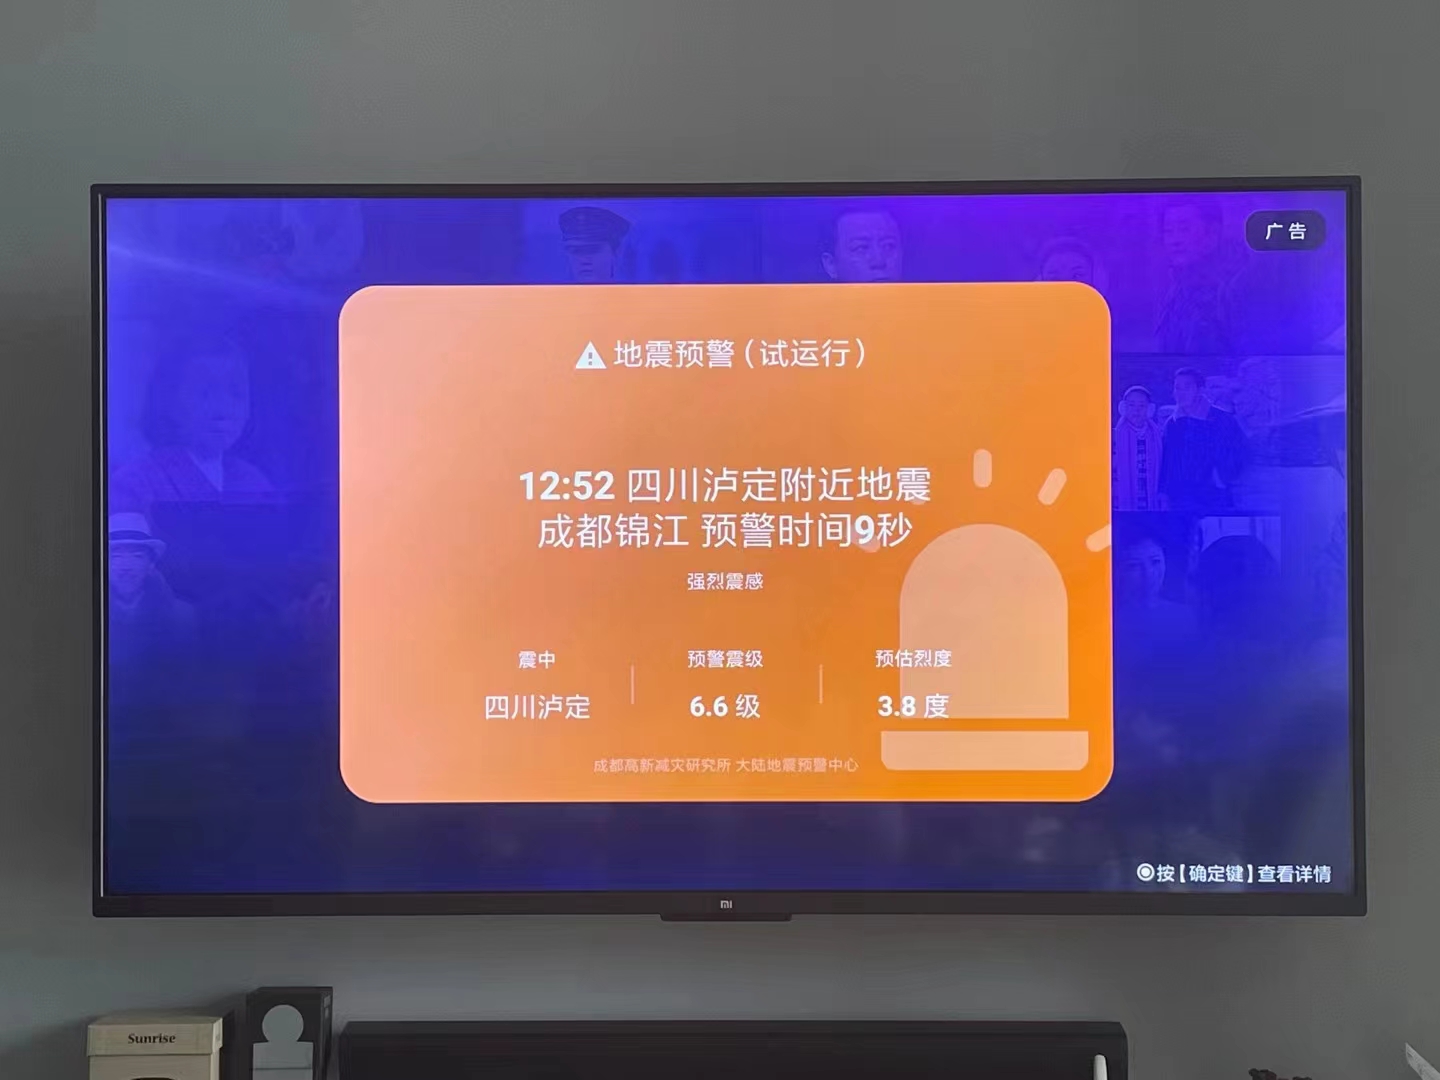 广告
地震预警(试运行)
12:52 四川泸定附近地震
成都锦江 预警时间9秒
强烈震感
震中
预警震级
预估烈度
四川泸定
6.6 级
3.8 度
成都高新减灾研究所 大陆地震预警中心
按【确定键】查看详情
mi
Sunrise